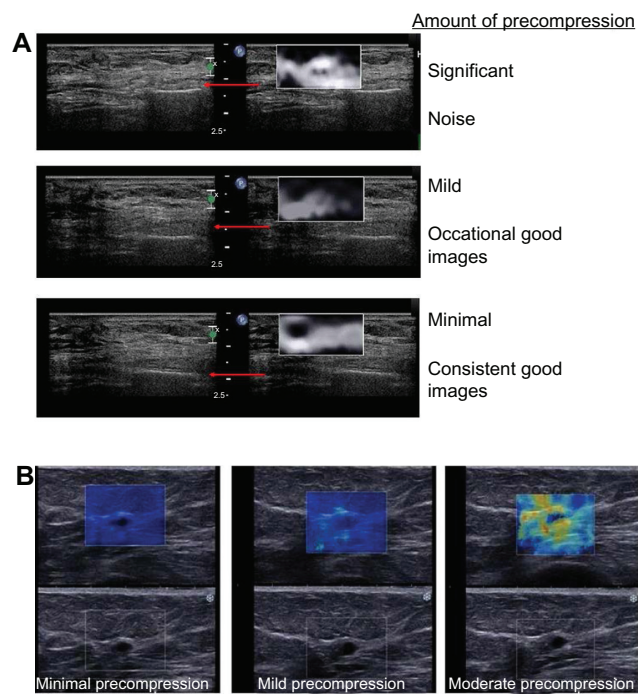 Amount of precompression
A
Significant
Noise
x
2.5
Mild
Occational good
images
x
2.5
Minimal
Consistent good
images
x
2.5
B
Minimal precompression
Mild precompression
Moderate precompression